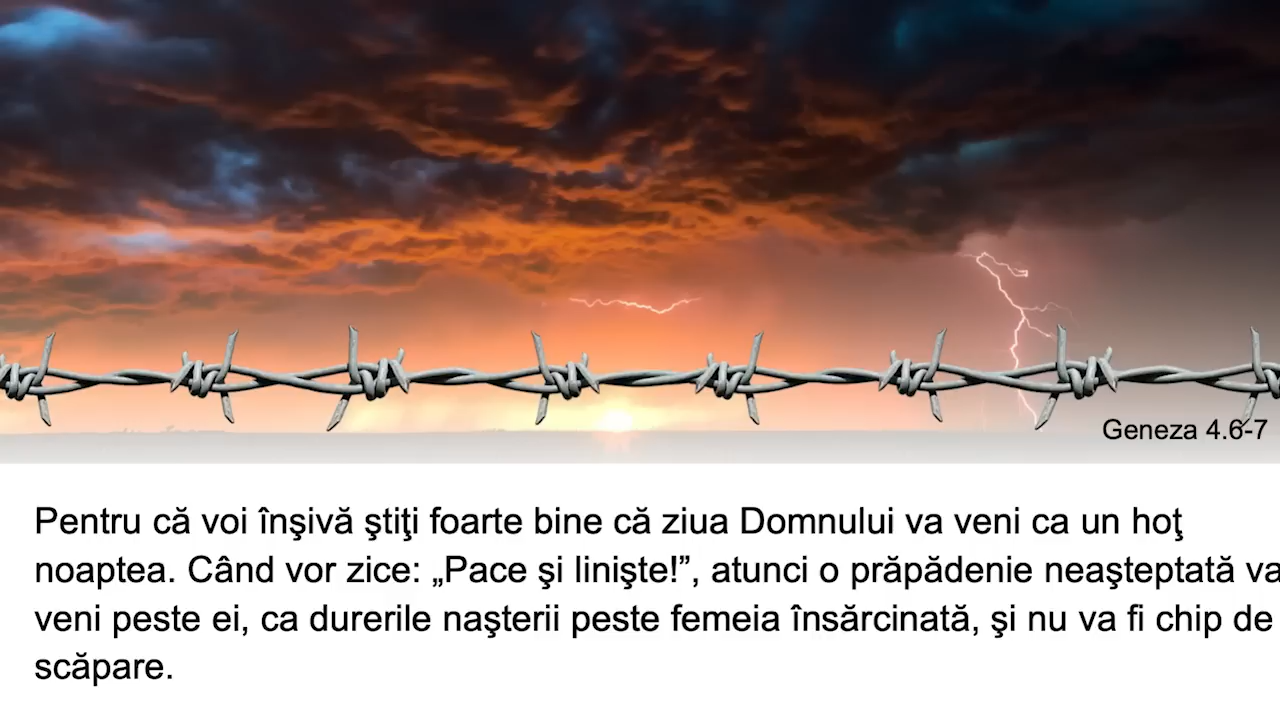 Geneza 4.6-7
Pentru că voi înşivă ştiţi foarte bine că ziua Domnului va veni ca un hoţ
noaptea. Când vor zice: „Pace şi linişte!”, atunci o prăpădenie neaşteptată va
veni peste ei, ca durerile naşterii peste femeia însărcinată, şi nu va fi chip de
scăpare.